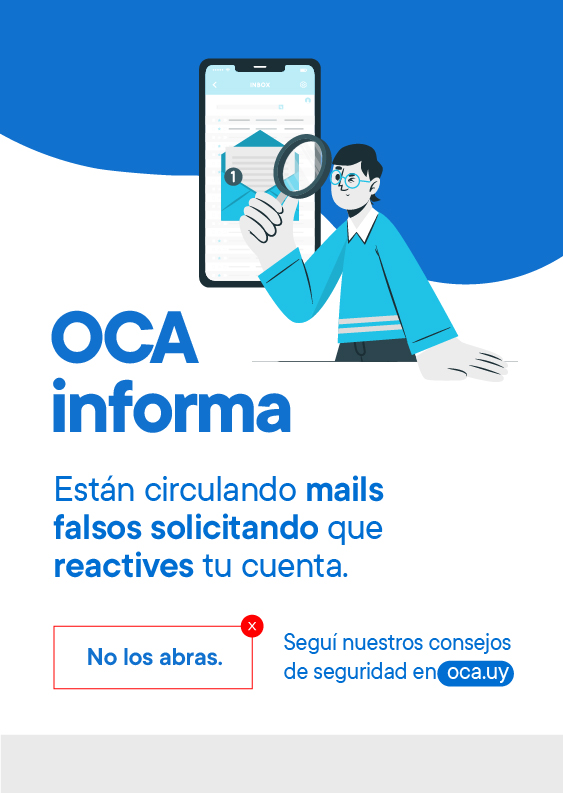 INBOX
1
OCA
informa
Están circulando mails
falsos solicitando que
reactives tu cuenta.
x
No los abras.
Seguí nuestros consejos
de seguridad en oca.uy